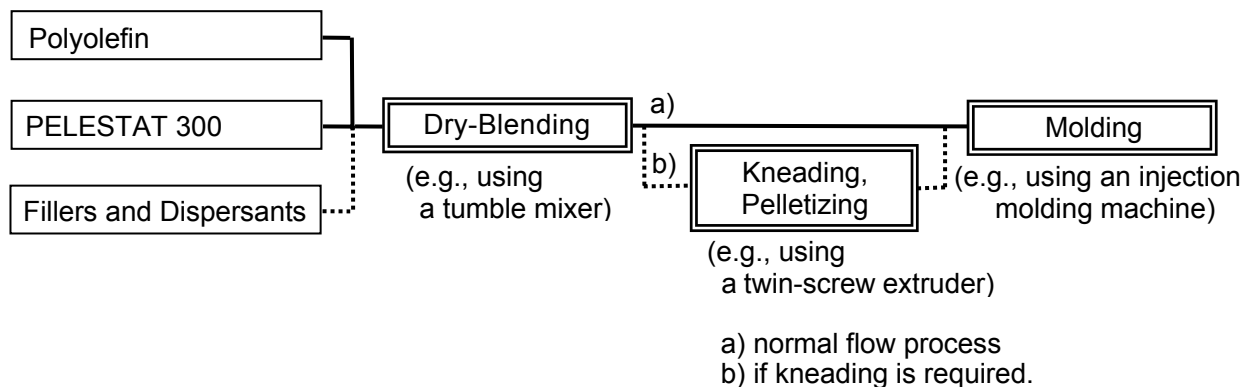 Polyolefin
PELESTAT 300
Fillers and Dispersants
Dry-Blending
(e.g., using
a tumble mixer)
a)
b)
Kneading,
Pelletizing
(e.g., using
a twin-screw extruder)
Molding
(e.g., using an injection
molding machine)
a) normal flow process
b) if kneading is required.